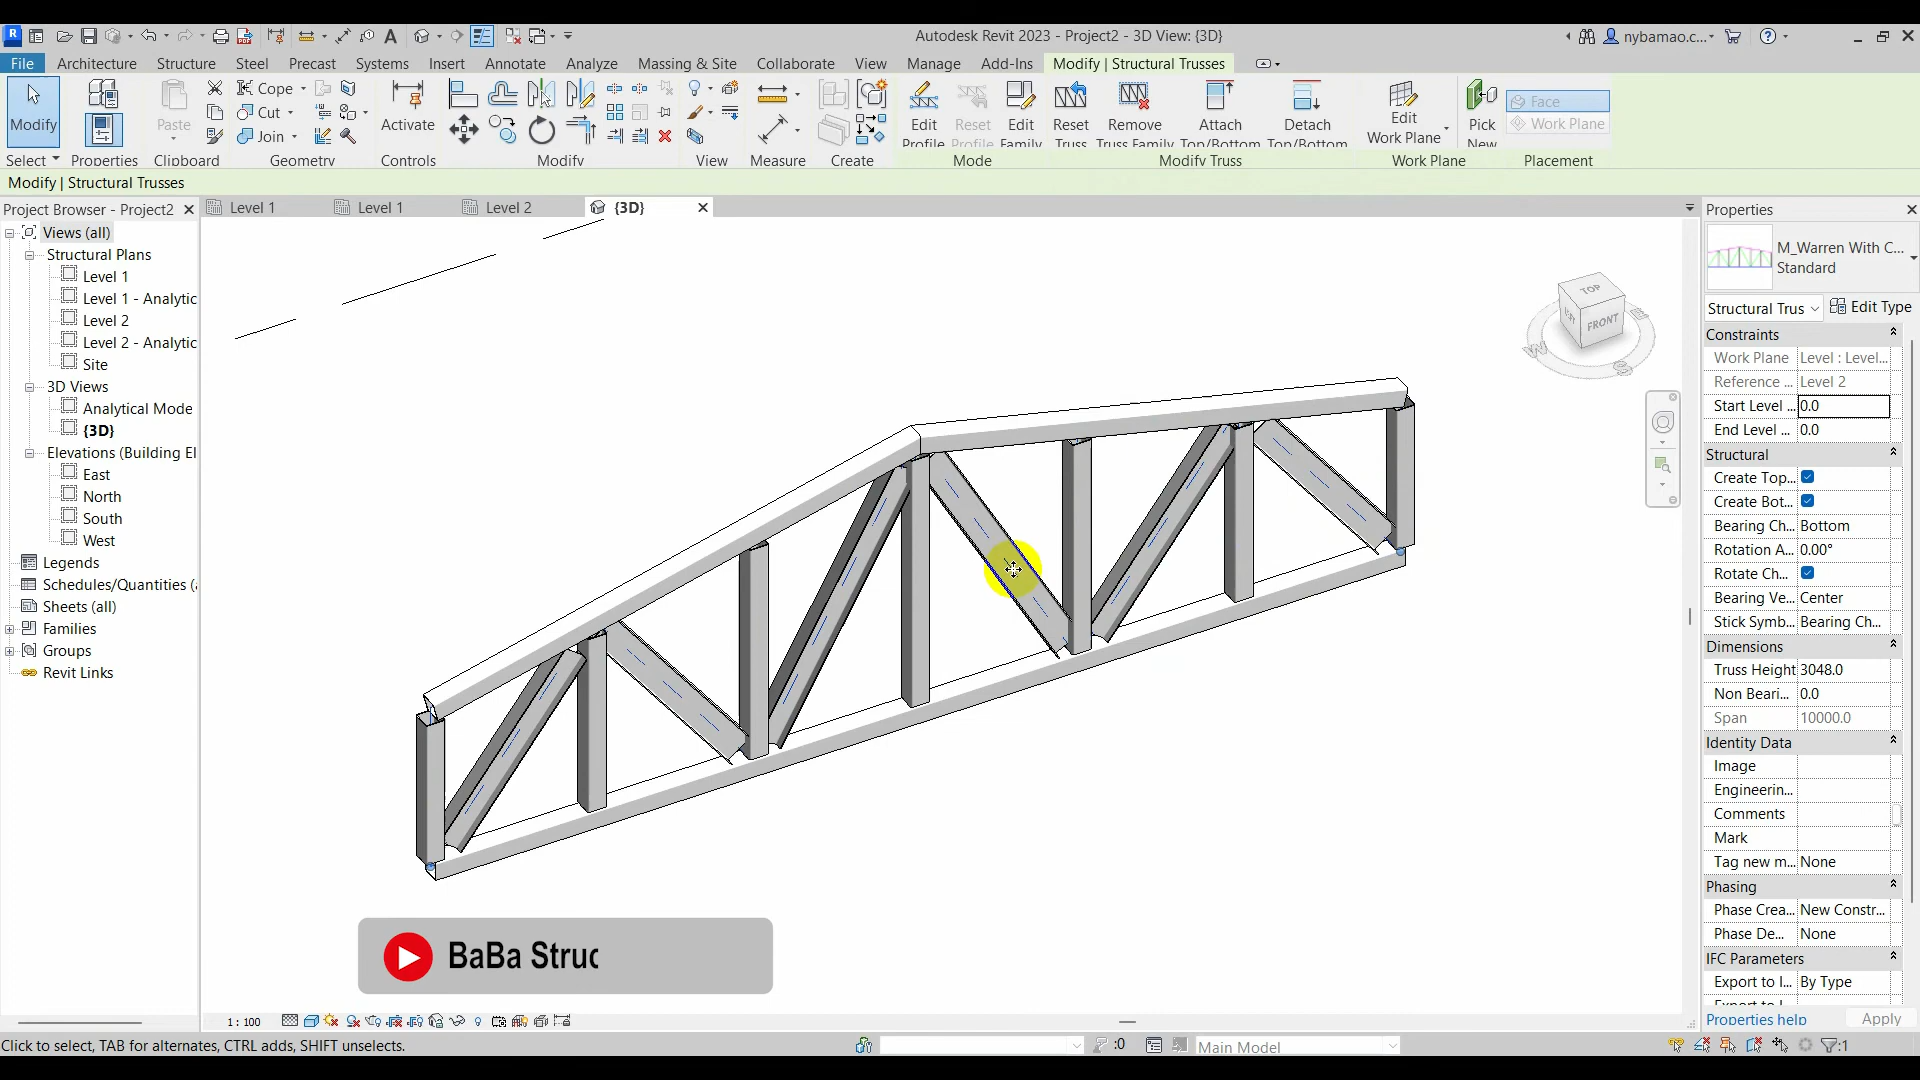 Autodesk Revit 2023 - Project2 - 3D View: {3D}
nybamao.c...
File Architecture Structure Steel Precast Systems Insert Annotate Analyze Massing & Site Collaborate View Manage Add-Ins Modify | Structural Trusses
Modify
Paste
Cope
Cut
Join
Activate
Edit Profile
Reset Profile
Edit Family
Reset Truss
Remove Truss Family
Attach Top/Bottom
Detach Top/Bottom
Edit Work Plane
Pick New
Face
Work Plane
Select Properties Clipboard Geometry Controls Modify View Measure Create Mode Modify Truss Work Plane Placement
Modify | Structural Trusses
Project Browser - Project2
Level 1
Level 1
Level 2
{3D}
Views (all)
Structural Plans
Level 1
Level 1 - Analytic
Level 2
Level 2 - Analytic
Site
3D Views
Analytical Mode
{3D}
Elevations (Building El
East
North
South
West
Legends
Schedules/Quantities (
Sheets (all)
Families
Groups
Revit Links
TOP
FRONT
LEFT
W
S
E
BaBa Struc
Properties
M_Warren With C...
Standard
Structural Trus
Edit Type
Constraints
Work Plane Level : Level...
Reference ... Level 2
Start Level ... 0.0
End Level ... 0.0
Structural
Create Top...
Create Bot...
Bearing Ch... Bottom
Rotation A... 0.00°
Rotate Ch...
Bearing Ve... Center
Stick Symb... Bearing Ch...
Dimensions
Truss Height 3048.0
Non Beari... 0.0
Span 10000.0
Identity Data
Image
Engineerin...
Comments
Mark
Tag new m... None
Phasing
Phase Crea... New Constr...
Phase De... None
IFC Parameters
Export to I... By Type
Properties help
Apply
1 : 100
Click to select, TAB for alternates, CTRL adds, SHIFT unselects.
:0
Main Model
:1